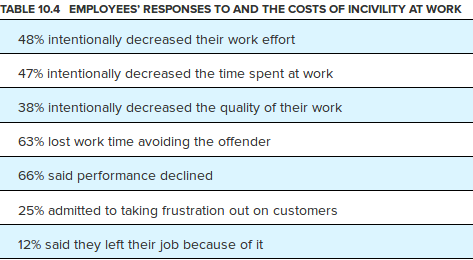 TABLE 10.4 EMPLOYEES' RESPONSES TO AND THE COSTS OF INCIVILITY AT WORK
48% intentionally decreased their work effort
47% intentionally decreased the time spent at work
38% intentionally decreased the quality of their work
63% lost work time avoiding the offender
66% said performance declined
25% admitted to taking frustration out on customers
12% said they left their job because of it